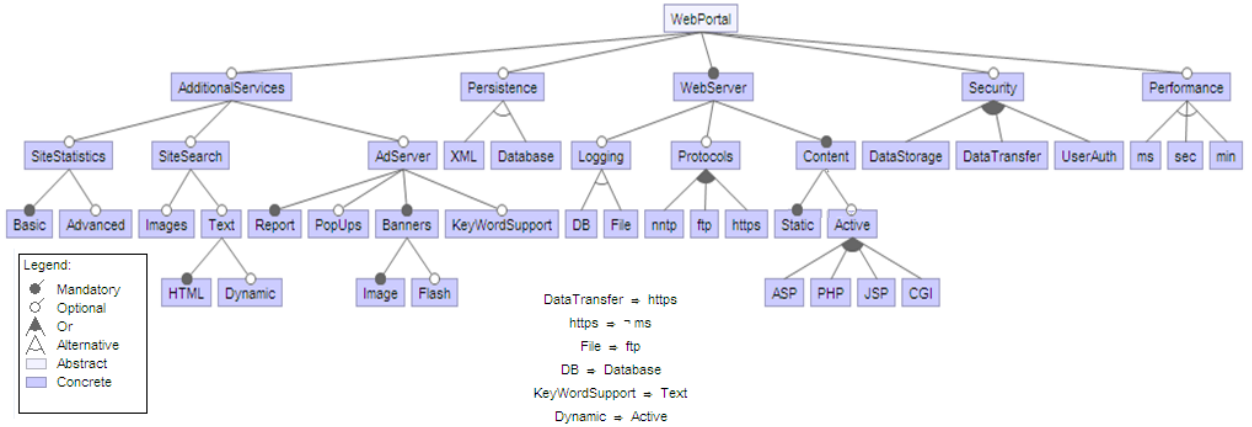 WebPortal
AdditionalServices Persistence WebServer Security Performance
SiteStatistics SiteSearch AdServer XML Database Logging Protocols Content DataStorage DataTransfer UserAuth ms sec min
Basic Advanced Images Text Report PopUps Banners KeyWordSupport DB File nntp ftp https Static Active
HTML Dynamic Image Flash ASP PHP JSP CGI
Legend:
Mandatory
Optional
Or
Alternative
Abstract
Concrete
DataTransfer ⇒ https
https ⇒ ¬ ms
File ⇒ ftp
DB ⇒ Database
KeyWordSupport ⇒ Text
Dynamic ⇒ Active